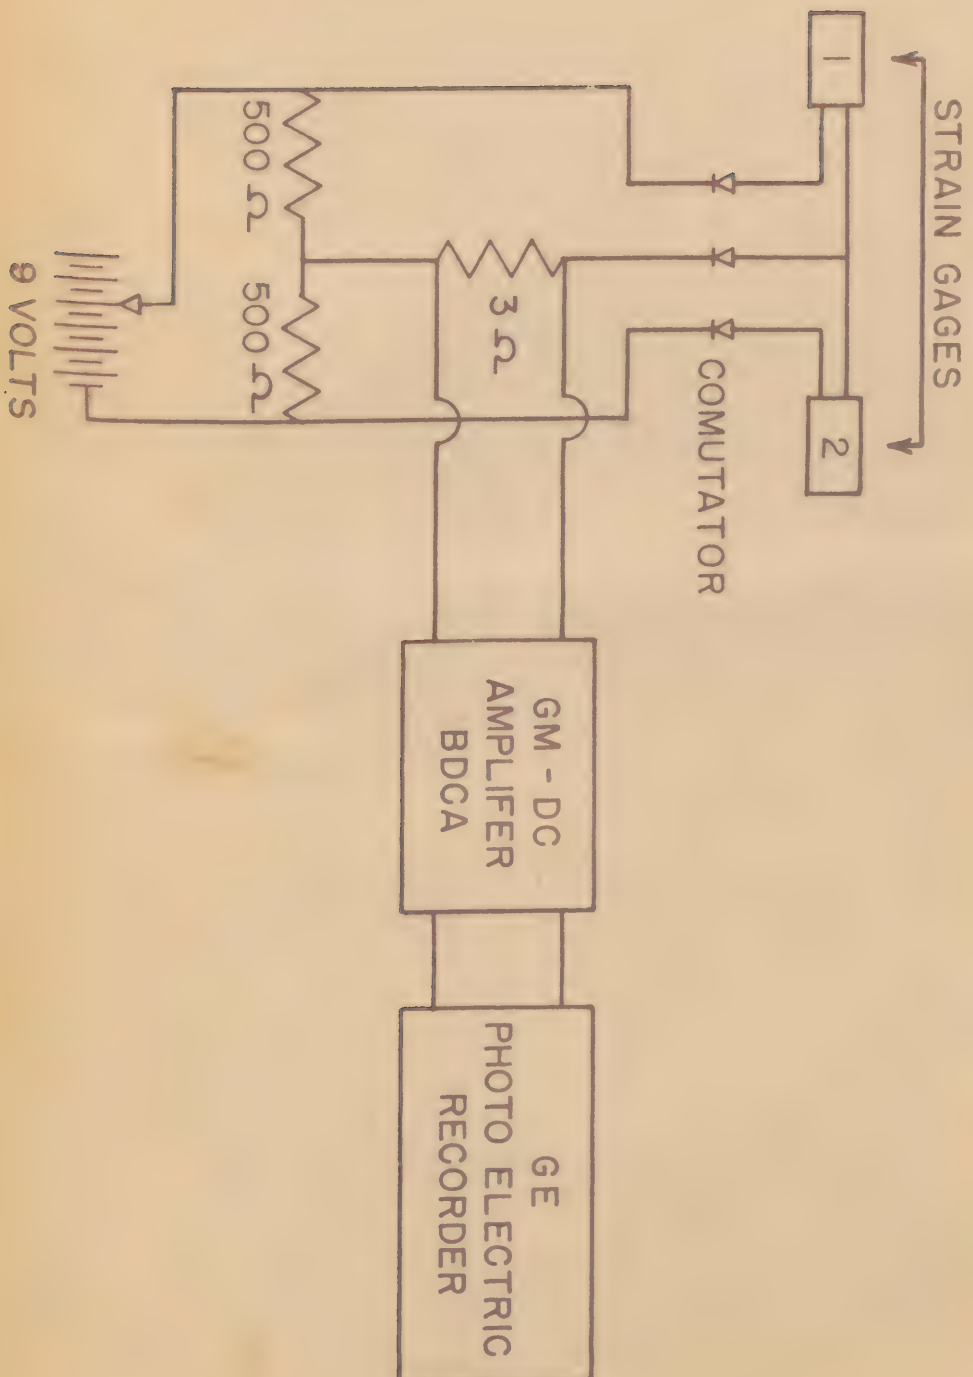 STRAIN GAGES
1
2
COMUTATOR
3 Ω
500 Ω
500 Ω
9 VOLTS
GM - DC
AMPLIFER
BDCA
GE
PHOTO ELECTRIC
RECORDER